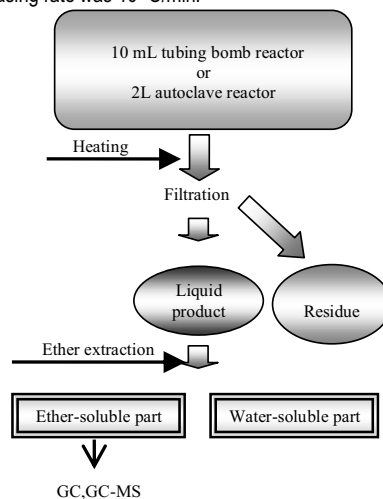 10 mL tubing bomb reactor
or
2L autoclave reactor
Heating
Filtration
Liquid
product
Residue
Ether extraction
Ether-soluble part
Water-soluble part
GC,GC-MS